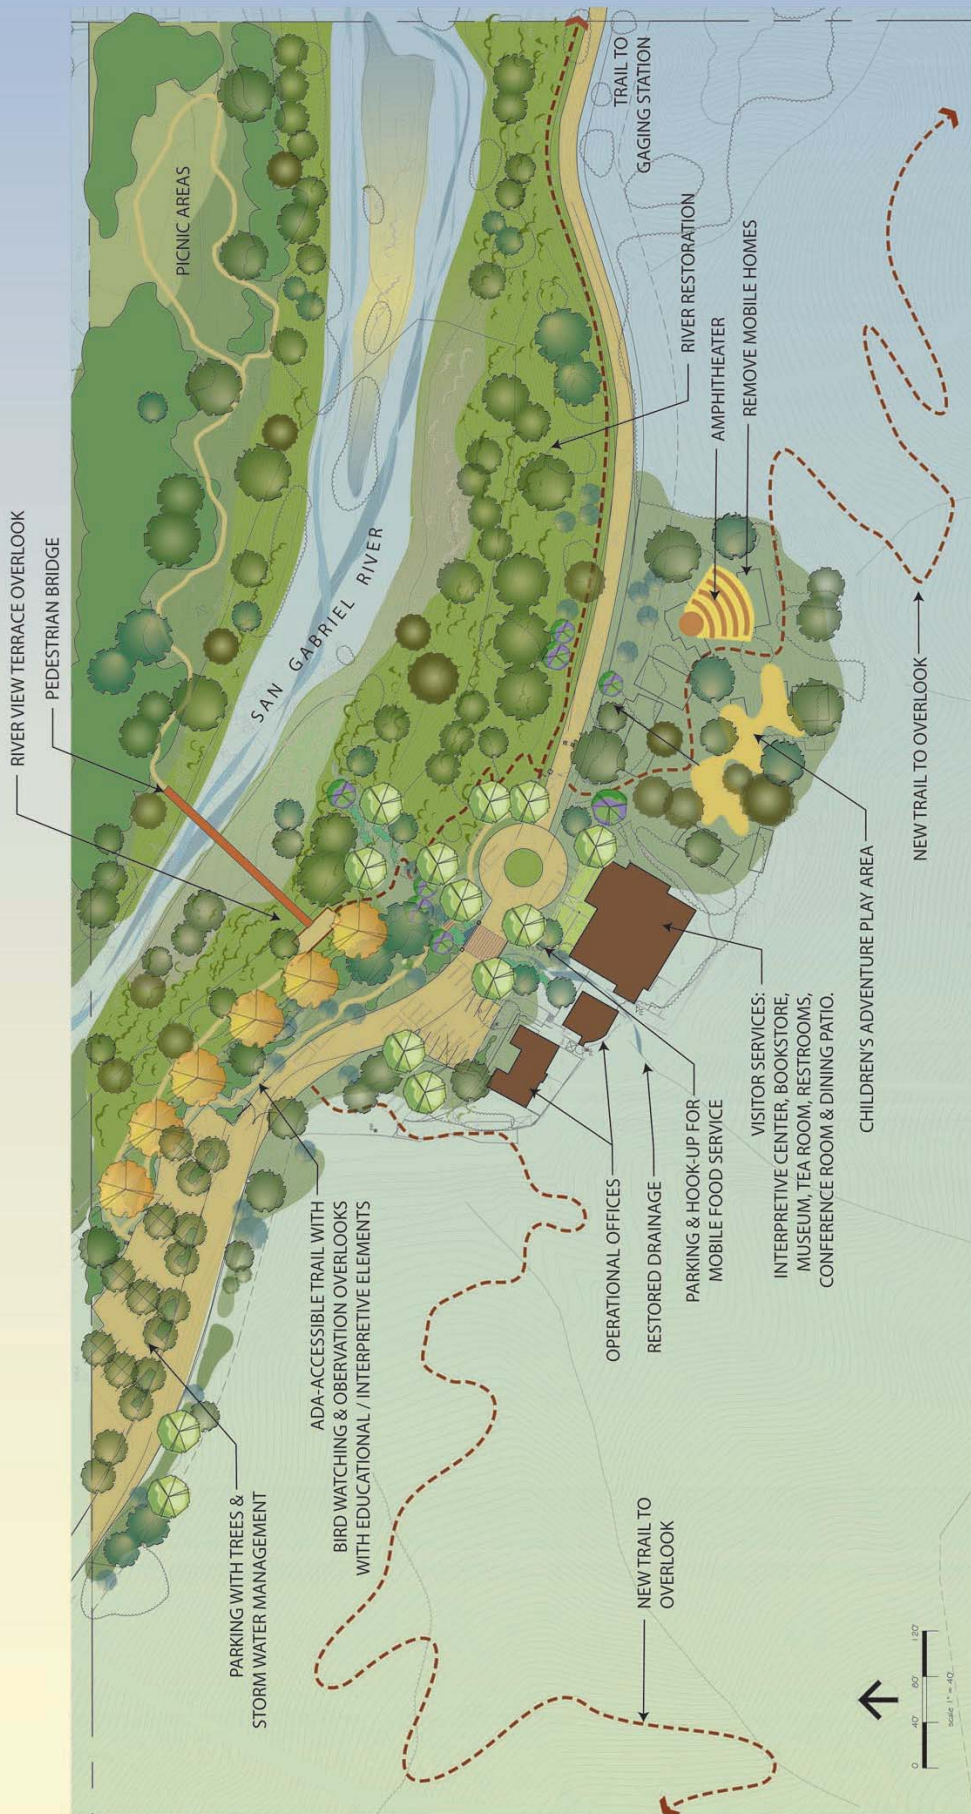 RIVER VIEW TERRACE OVERLOOK
PEDESTRIAN BRIDGE
PICNIC AREAS
SAN GABRIEL RIVER
TRAIL TO
GAGING STATION
RIVER RESTORATION
AMPHITHEATER
REMOVE MOBILE HOMES
NEW TRAIL TO OVERLOOK
CHILDREN'S ADVENTURE PLAY AREA
VISITOR SERVICES:
INTERPRETIVE CENTER, BOOKSTORE,
MUSEUM, TEA ROOM, RESTROOMS,
CONFERENCE ROOM & DINING PATIO.
PARKING & HOOK-UP FOR
MOBILE FOOD SERVICE
RESTORED DRAINAGE
OPERATIONAL OFFICES
ADA-ACCESSIBLE TRAIL WITH
BIRD WATCHING & OBERVATION OVERLOOKS
WITH EDUCATIONAL / INTERPRETIVE ELEMENTS
PARKING WITH TREES &
STORM WATER MANAGEMENT
NEW TRAIL TO
OVERLOOK
0 40' 80' 120'
scale 1" = 40'